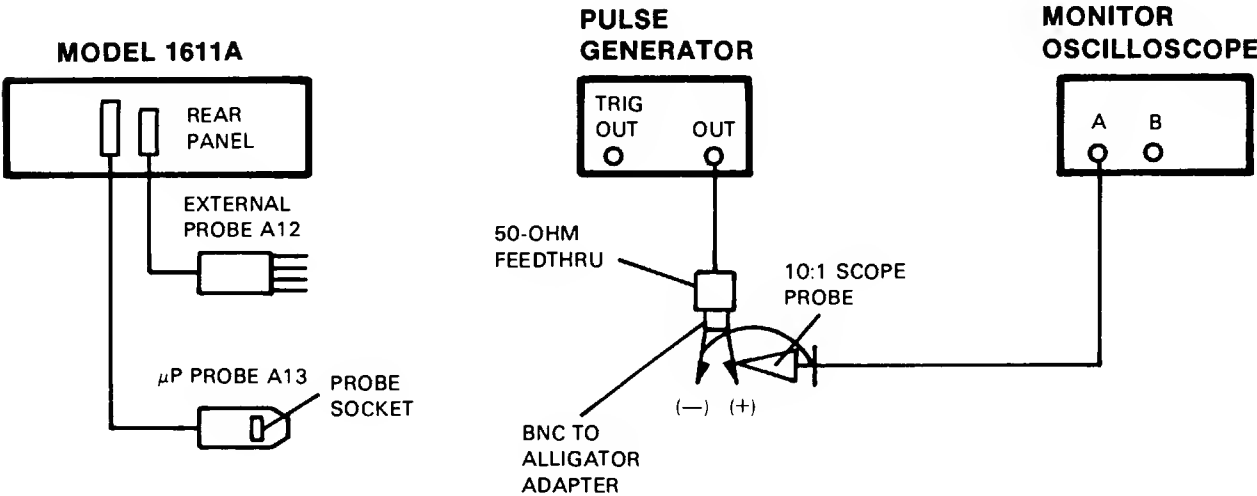 MODEL 1611A
REAR
PANEL
EXTERNAL
PROBE A12
μP PROBE A13
PROBE
SOCKET
PULSE
GENERATOR
TRIG
OUT
OUT
50-OHM
FEEDTHRU
10:1 SCOPE
PROBE
(—) (+)
BNC TO
ALLIGATOR
ADAPTER
MONITOR
OSCILLOSCOPE
A B